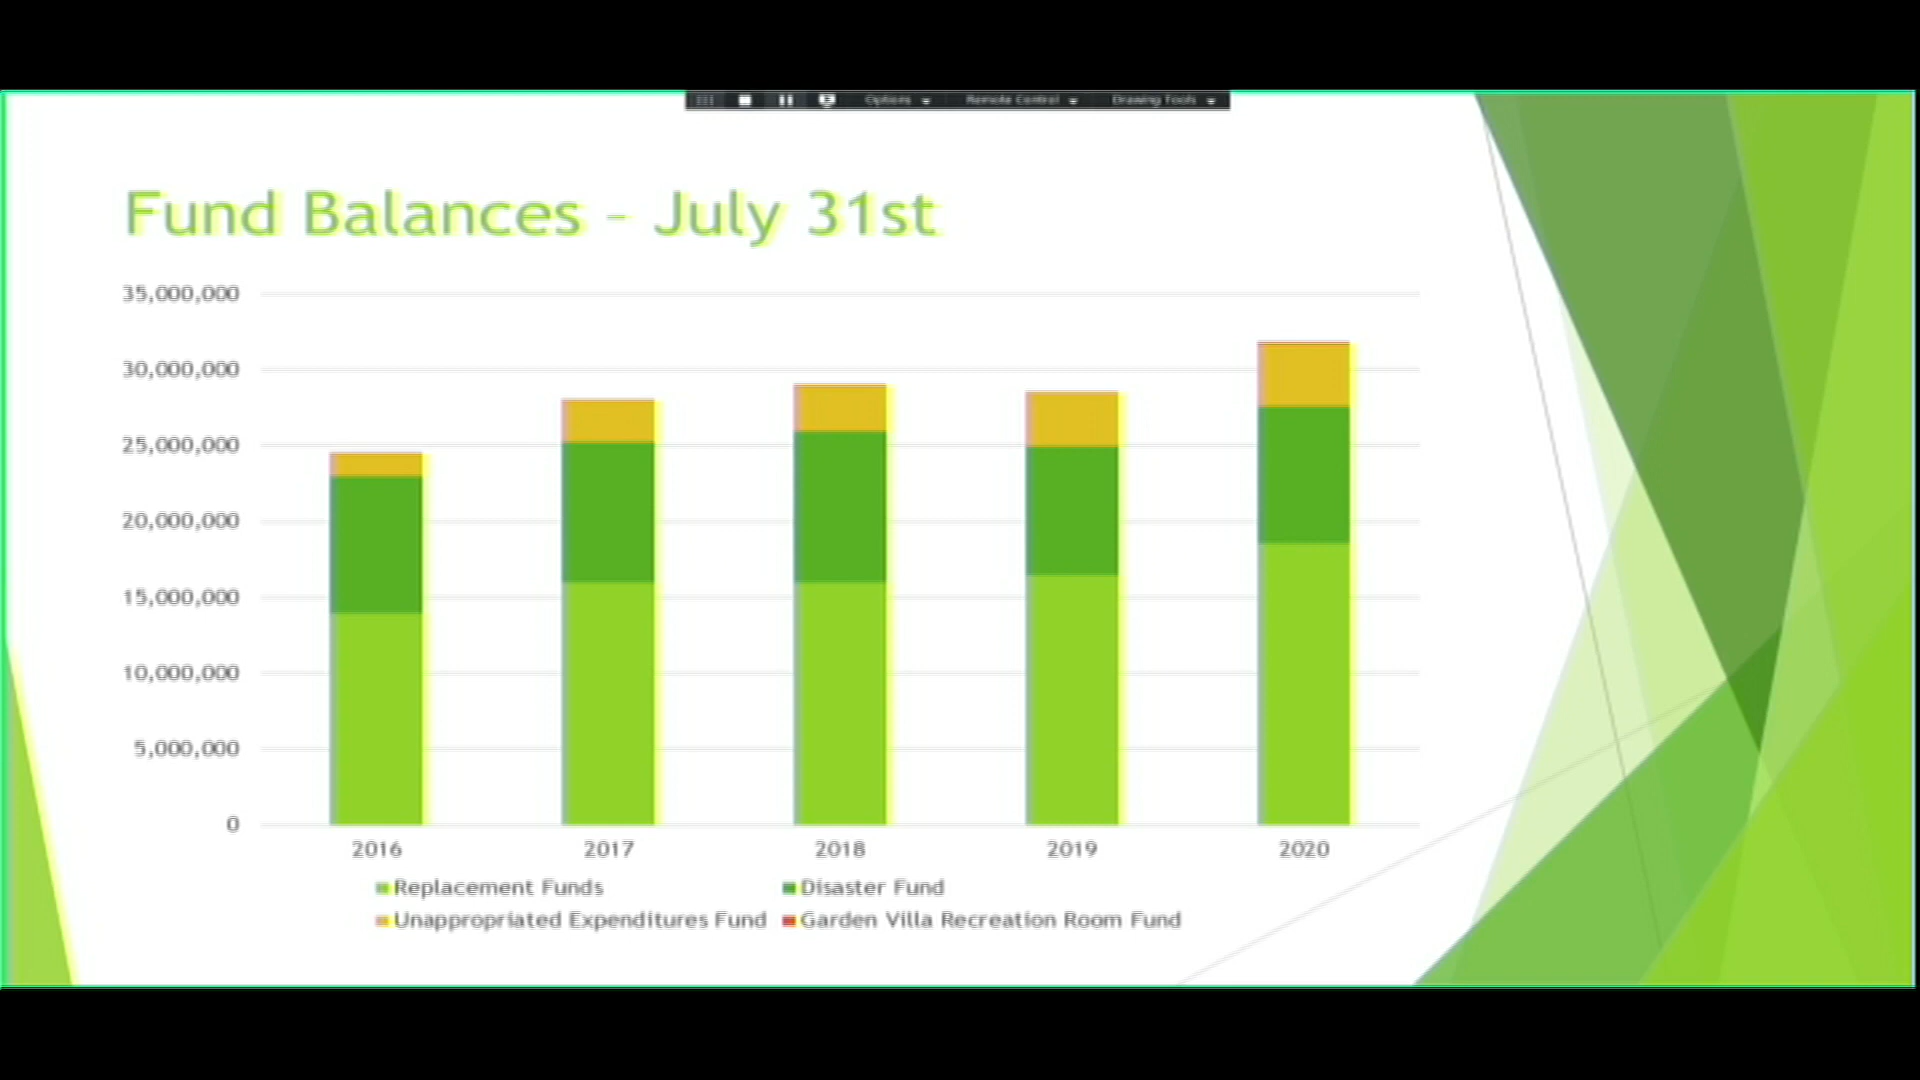 Options Remote Control Drawing Tools
Fund Balances - July 31st
35,000,000
30,000,000
25,000,000
20,000,000
15,000,000
10,000,000
5,000,000
0
2016 2017 2018 2019 2020
Replacement Funds Disaster Fund
Unappropriated Expenditures Fund Garden Villa Recreation Room Fund